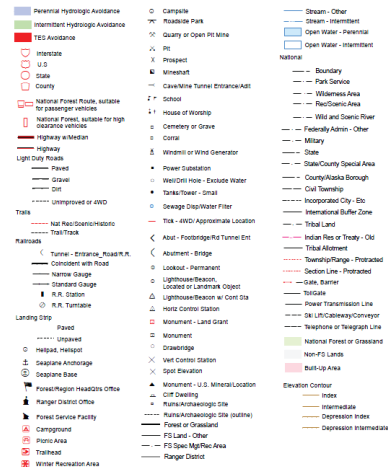 Perennial Hydrologic Avoidance
Intermittent Hydrologic Avoidance
TES Avoidance
Interstate
U.S
State
County
National Forest Route, suitable
for passenger vehicles
National Forest, suitable for high
clearance vehicles
Highway w/Median
Highway
Light Duty Roads
Paved
Gravel
Dirt
Unimproved or 4WD
Trails
Nat Rec/Scenic/Historic
Trail/Track
Railroads
Tunnel - Entrance_Road/R.R.
Coincident with Road
Narrow Gauge
Standard Gauge
R.R. Station
R.R. Turntable
Landing Strip
Paved
Unpaved
Helipad, Helispot
Seaplane Anchorage
Seaplane Base
Forest/Region HeadQtrs Office
Ranger District Office
Forest Service Facility
Campground
Picnic Area
Trailhead
Winter Recreation Area
Campsite
Roadside Park
Quarry or Open Pit Mine
Pit
Prospect
Mineshaft
Cave/Mine Tunnel Entrance/Adit
School
House of Worship
Cemetery or Grave
Corral
Windmill or Wind Generator
Power Substation
Well/Drill Hole - Exclude Water
Tanks/Tower - Small
Sewage Disp/Water Filter
Tick - 4WD/ Approximate Location
Abut - Footbridge/Rd Tunnel Ent
Abutment - Bridge
Lookout - Permanent
Lighthouse/Beacon,
Located or Landmark Object
Lighthouse/Beacon w/ Cont Sta
Horiz Control Station
Monument - Land Grant
Monument
Drawbridge
Vert Control Station
Spot Elevation
Monument - U.S. Mineral/Location
Cliff Dwelling
Ruins/Archaeologic Site
Ruins/Archaeologic Site (outline)
Forest or Grassland
FS Land - Other
FS Spec Mgt/Rec Area
Ranger District
Stream - Other
Stream - Intermittent
Open Water - Perennial
Open Water - Intermittent
National
Boundary
Park Service
Wilderness Area
Rec/Scenic Area
Wild and Scenic River
Federally Admin - Other
Military
State
State/County Special Area
County/Alaska Borough
Civil Township
Incorporated City - Etc
International Buffer Zone
Tribal Land
Indian Res or Treaty - Old
Tribal Allotment
Township/Range - Protracted
Section Line - Protracted
Gate, Barrier
TollGate
Power Transmission Line
Ski Lift/Cableway/Conveyor
Telephone or Telegraph Line
National Forest or Grassland
Non-FS Lands
Built-Up Area
Elevation Contour
Index
Intermediate
Depression Index
Depression Intermediate